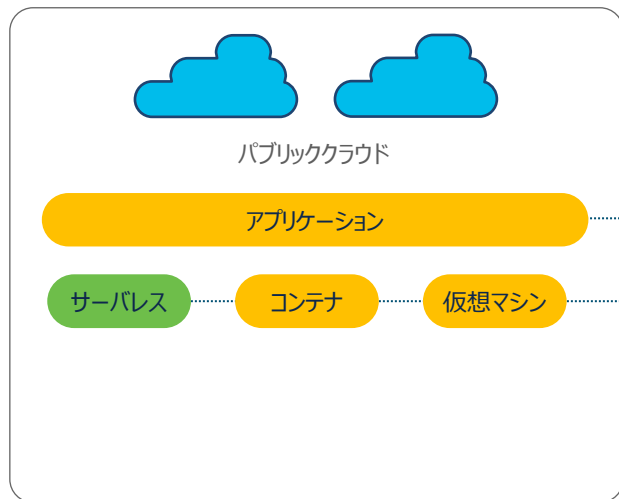 パブリッククラウド
アプリケーション
サーバレス
コンテナ
仮想マシン